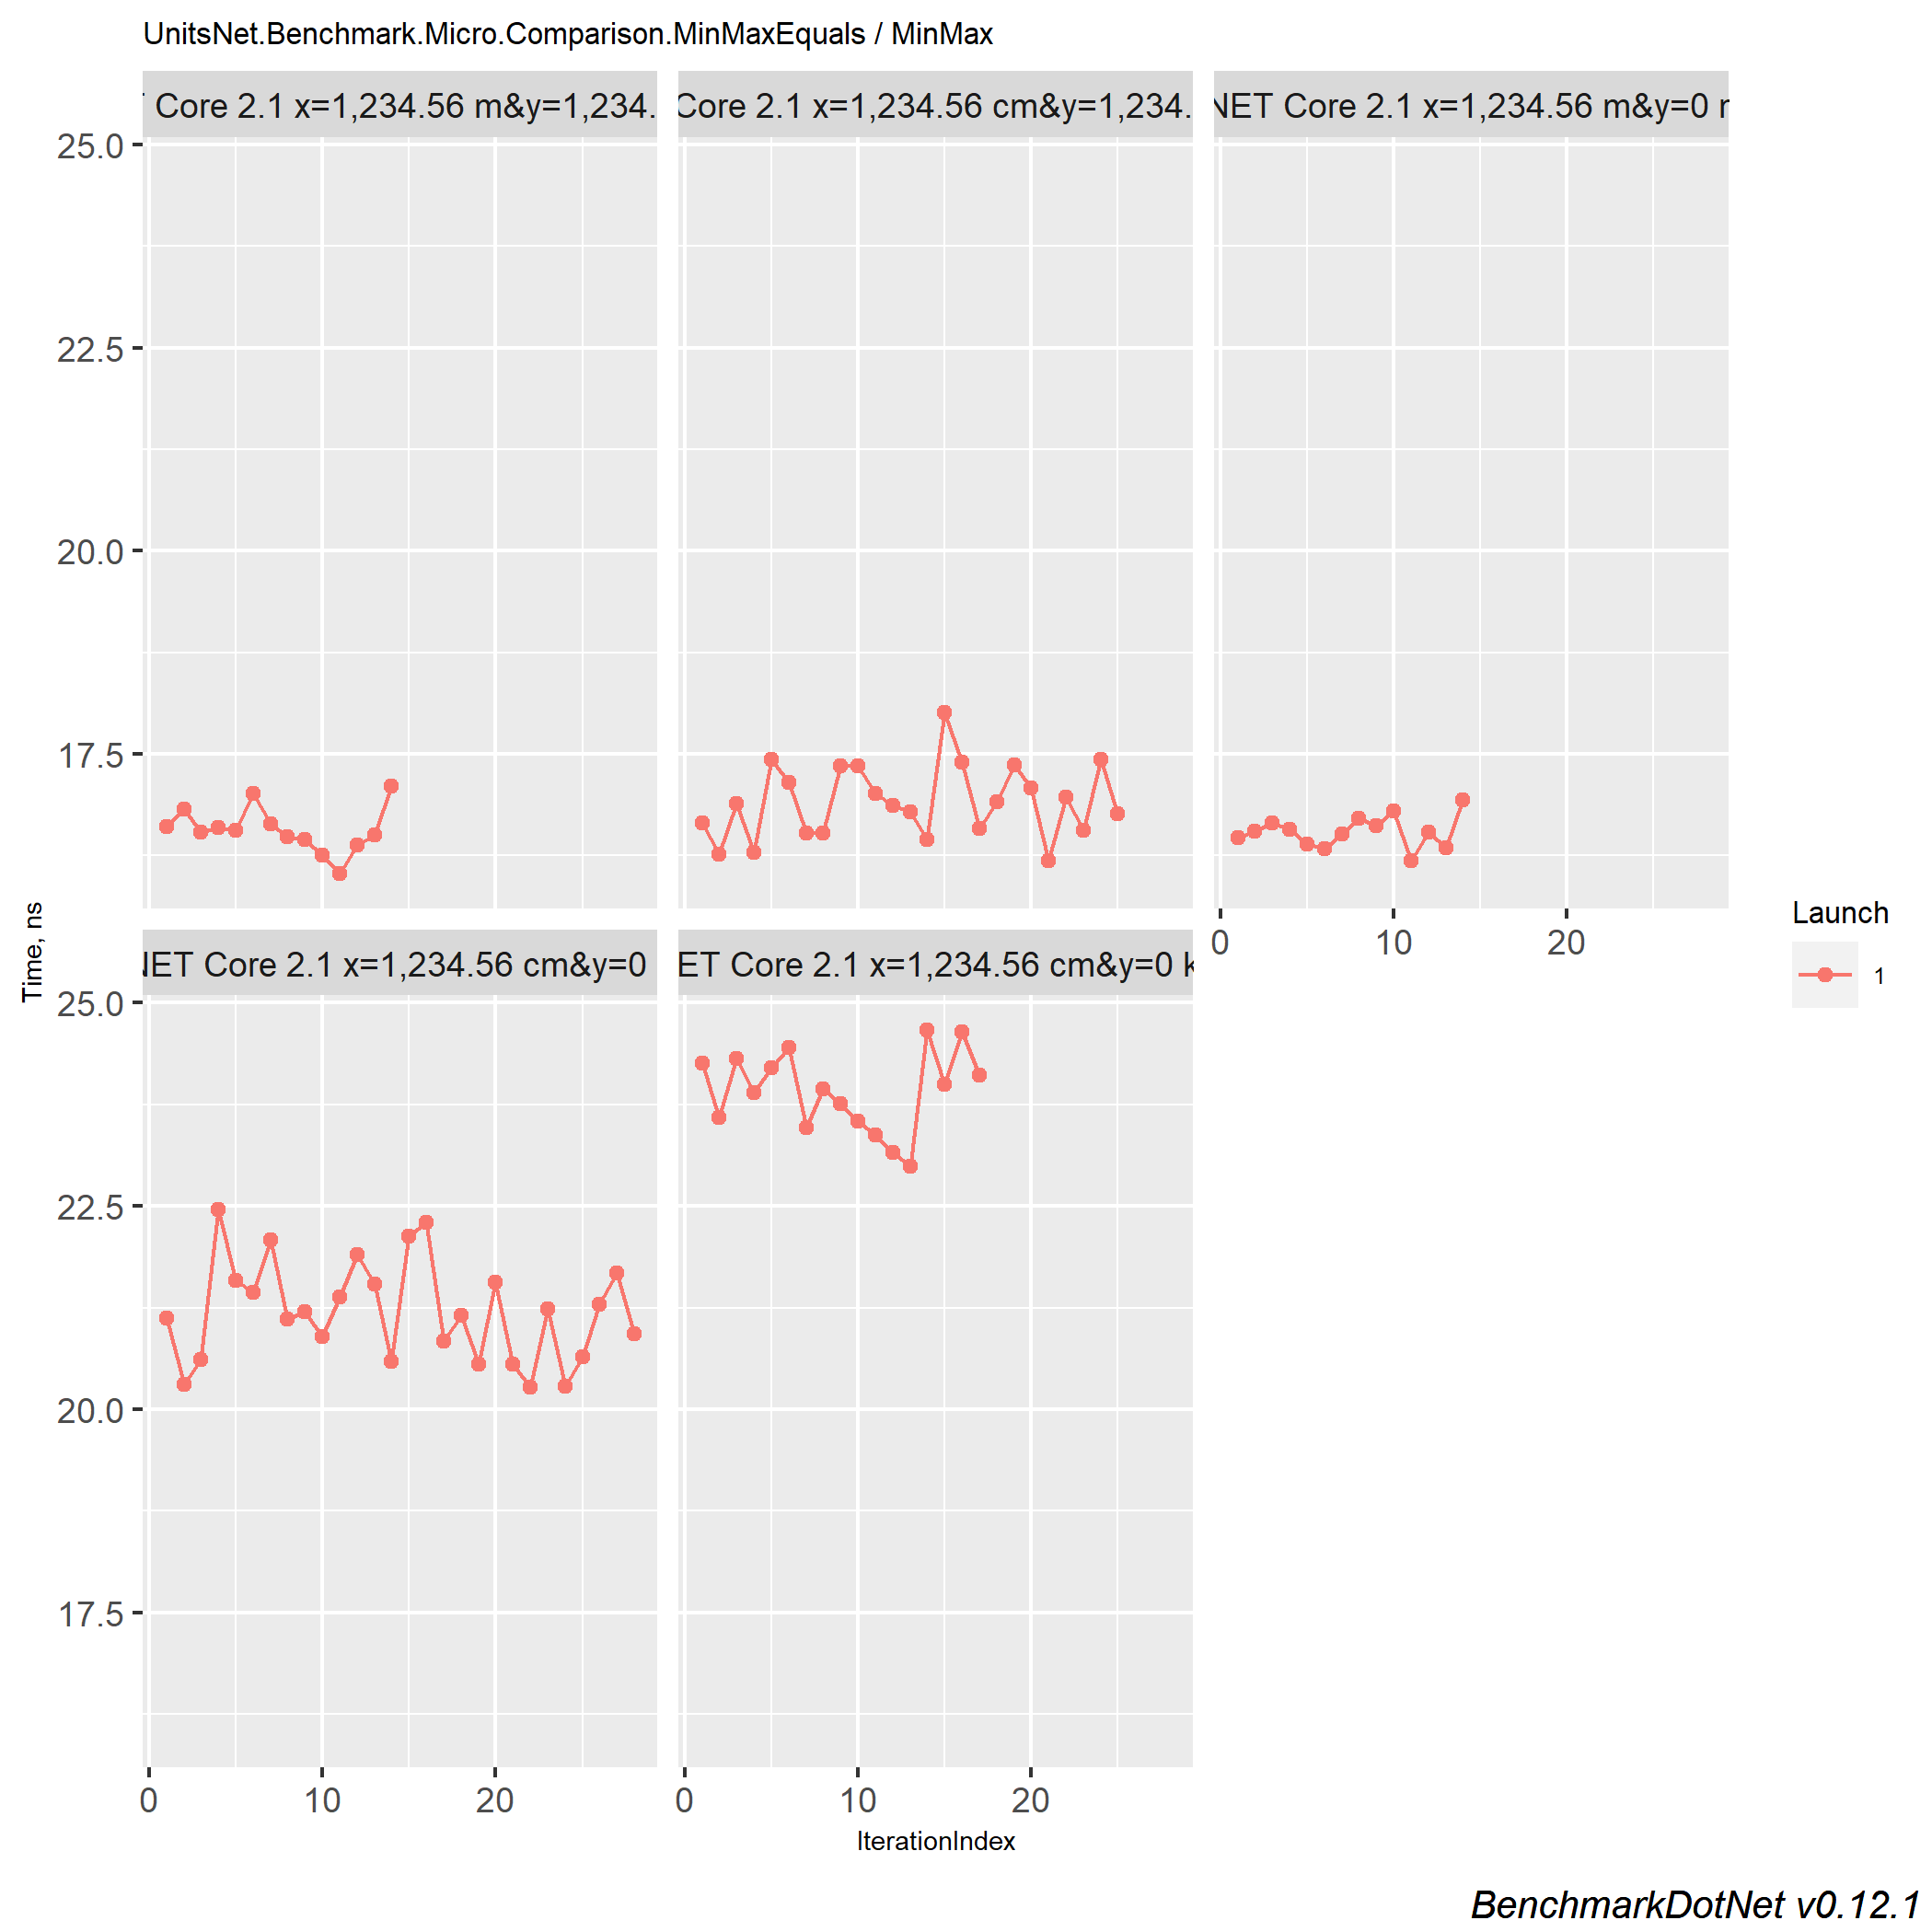 UnitsNet.Benchmark.Micro.Comparison.MinMaxEquals / MinMax
Core 2.1 x=1,234.56 m&y=1,234.
Core 2.1 x=1,234.56 cm&y=1,234.
NET Core 2.1 x=1,234.56 m&y=0
25.0
22.5
20.0
17.5
0 10 20
NET Core 2.1 x=1,234.56 cm&y=0
ET Core 2.1 x=1,234.56 cm&y=0 k
25.0
22.5
20.0
17.5
0 10 20
0 10 20
Time, ns
IterationIndex
Launch
1
BenchmarkDotNet v0.12.1